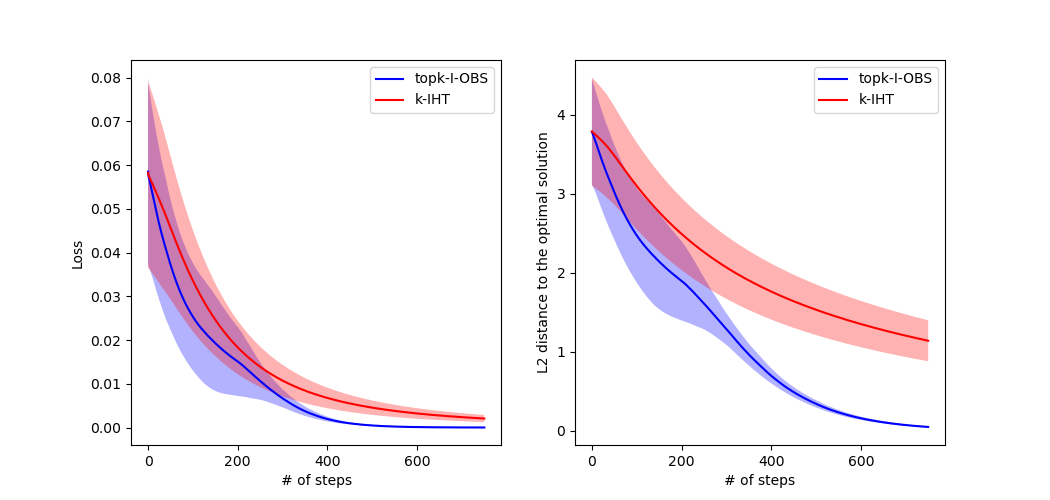 topk-I-OBS
k-IHT
0.08
0.07
0.06
0.05
0.04
0.03
0.02
0.01
0.00
Loss
0 200 400 600
# of steps
topk-I-OBS
k-IHT
4
3
2
1
0
L2 distance to the optimal solution
0 200 400 600
# of steps